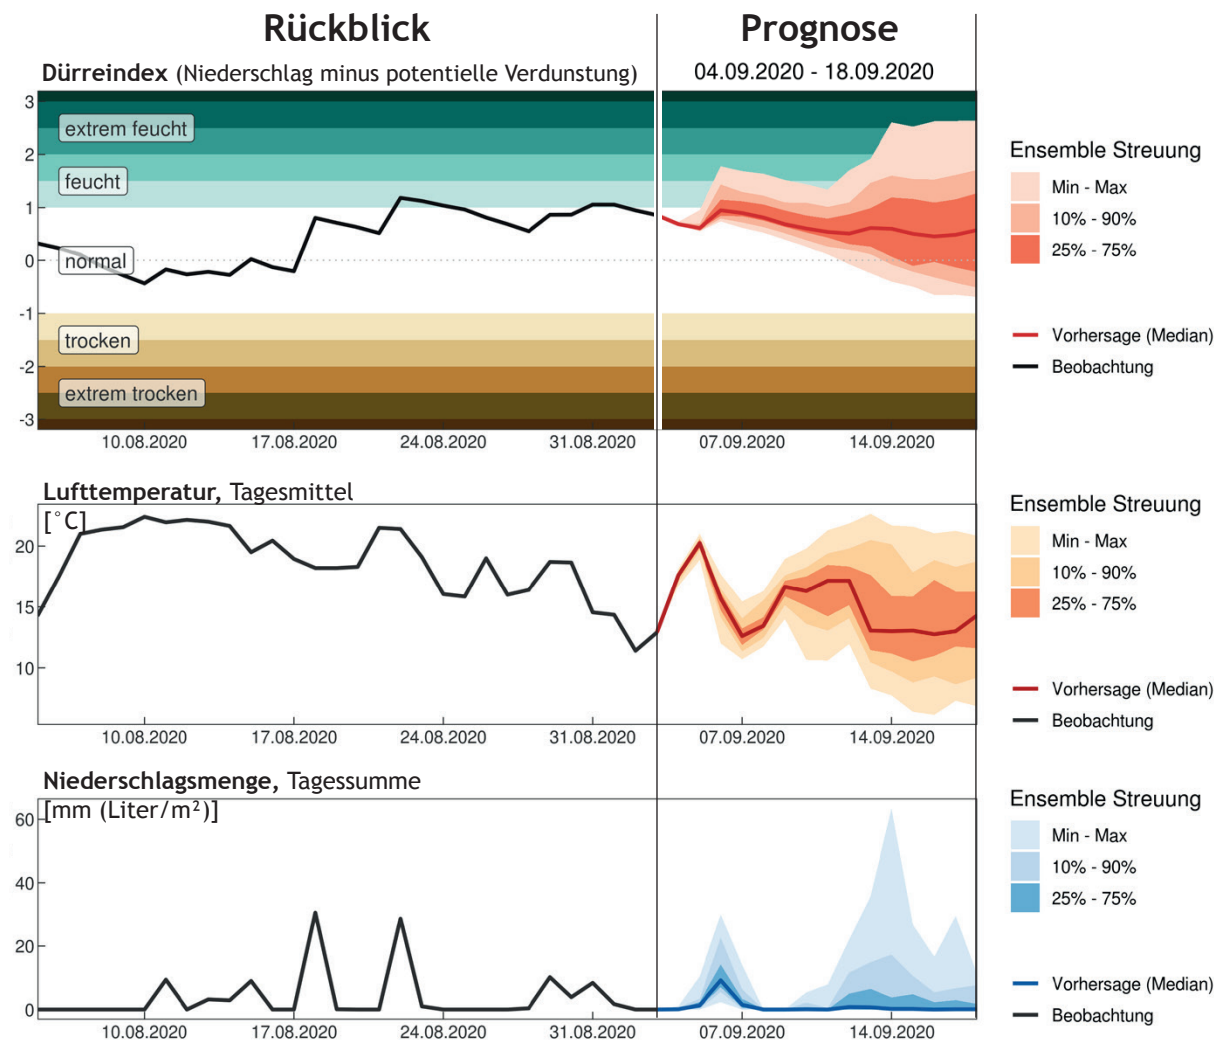 Rückblick
Prognose
Dürreindex (Niederschlag minus potentielle Verdunstung)
04.09.2020 - 18.09.2020
3
2
1
0
-1
-2
-3
extrem feucht
feucht
normal
trocken
extrem trocken
10.08.2020
17.08.2020
24.08.2020
31.08.2020
07.09.2020
14.09.2020
Ensemble Streuung
Min - Max
10% - 90%
25% - 75%
Vorhersage (Median)
Beobachtung
Lufttemperatur, Tagesmittel
[°C]
20
15
10
10.08.2020
17.08.2020
24.08.2020
31.08.2020
07.09.2020
14.09.2020
Ensemble Streuung
Min - Max
10% - 90%
25% - 75%
Vorhersage (Median)
Beobachtung
Niederschlagsmenge, Tagessumme
[mm (Liter/m²)]
60
40
20
0
10.08.2020
17.08.2020
24.08.2020
31.08.2020
07.09.2020
14.09.2020
Ensemble Streuung
Min - Max
10% - 90%
25% - 75%
Vorhersage (Median)
Beobachtung